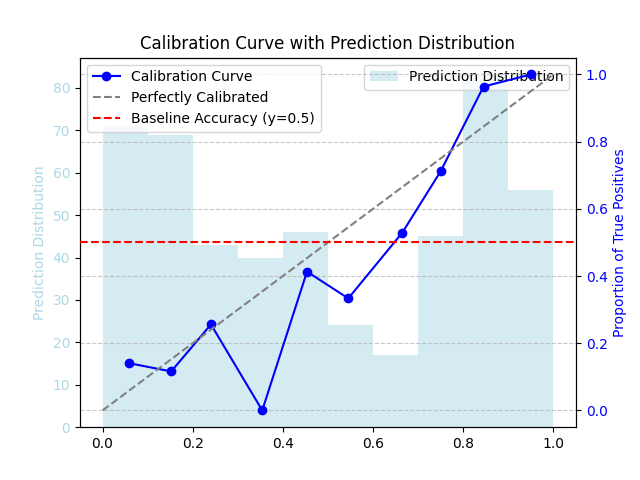 Calibration Curve with Prediction Distribution
Calibration Curve
Perfectly Calibrated
Baseline Accuracy (y=0.5)
Prediction Distribution
Prediction Distribution
80
70
60
50
40
30
20
10
0
1.0
0.8
0.6
0.4
0.2
0.0
Proportion of True Positives
0.0 0.2 0.4 0.6 0.8 1.0